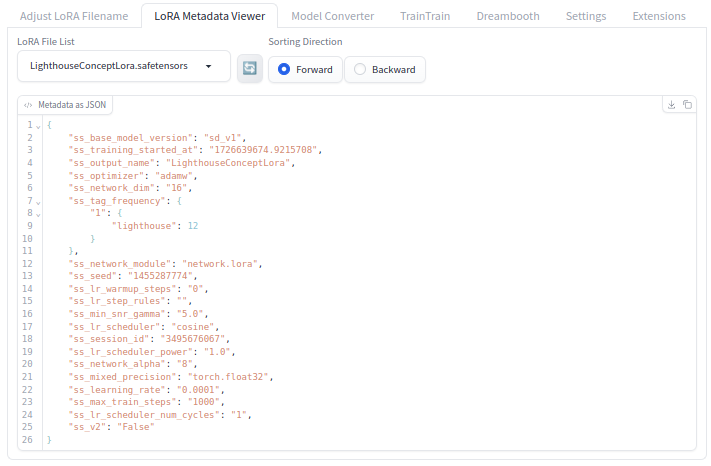 Adjust LoRA Filename LoRA Metadata Viewer Model Converter TrainTrain Dreambooth Settings Extensions
LoRA File List Sorting Direction
LighthouseConceptLora.safetensors Forward Backward
Metadata as JSON
1 {
2 "ss_base_model_version": "sd_v1",
3 "ss_training_started_at": "1726639674.9215708",
4 "ss_output_name": "LighthouseConceptLora",
5 "ss_optimizer": "adamw",
6 "ss_network_dim": "16",
7 "ss_tag_frequency": {
8 "1": {
9 "lighthouse": 12
10 }
11 },
12 "ss_network_module": "network.lora",
13 "ss_seed": "1455287774",
14 "ss_lr_warmup_steps": "0",
15 "ss_lr_step_rules": "",
16 "ss_min_snr_gamma": "5.0",
17 "ss_lr_scheduler": "cosine",
18 "ss_session_id": "3495676067",
19 "ss_lr_scheduler_power": "1.0",
20 "ss_network_alpha": "8",
21 "ss_mixed_precision": "torch.float32",
22 "ss_learning_rate": "0.0001",
23 "ss_max_train_steps": "1000",
24 "ss_lr_scheduler_num_cycles": "1",
25 "ss_v2": "False"
26 }